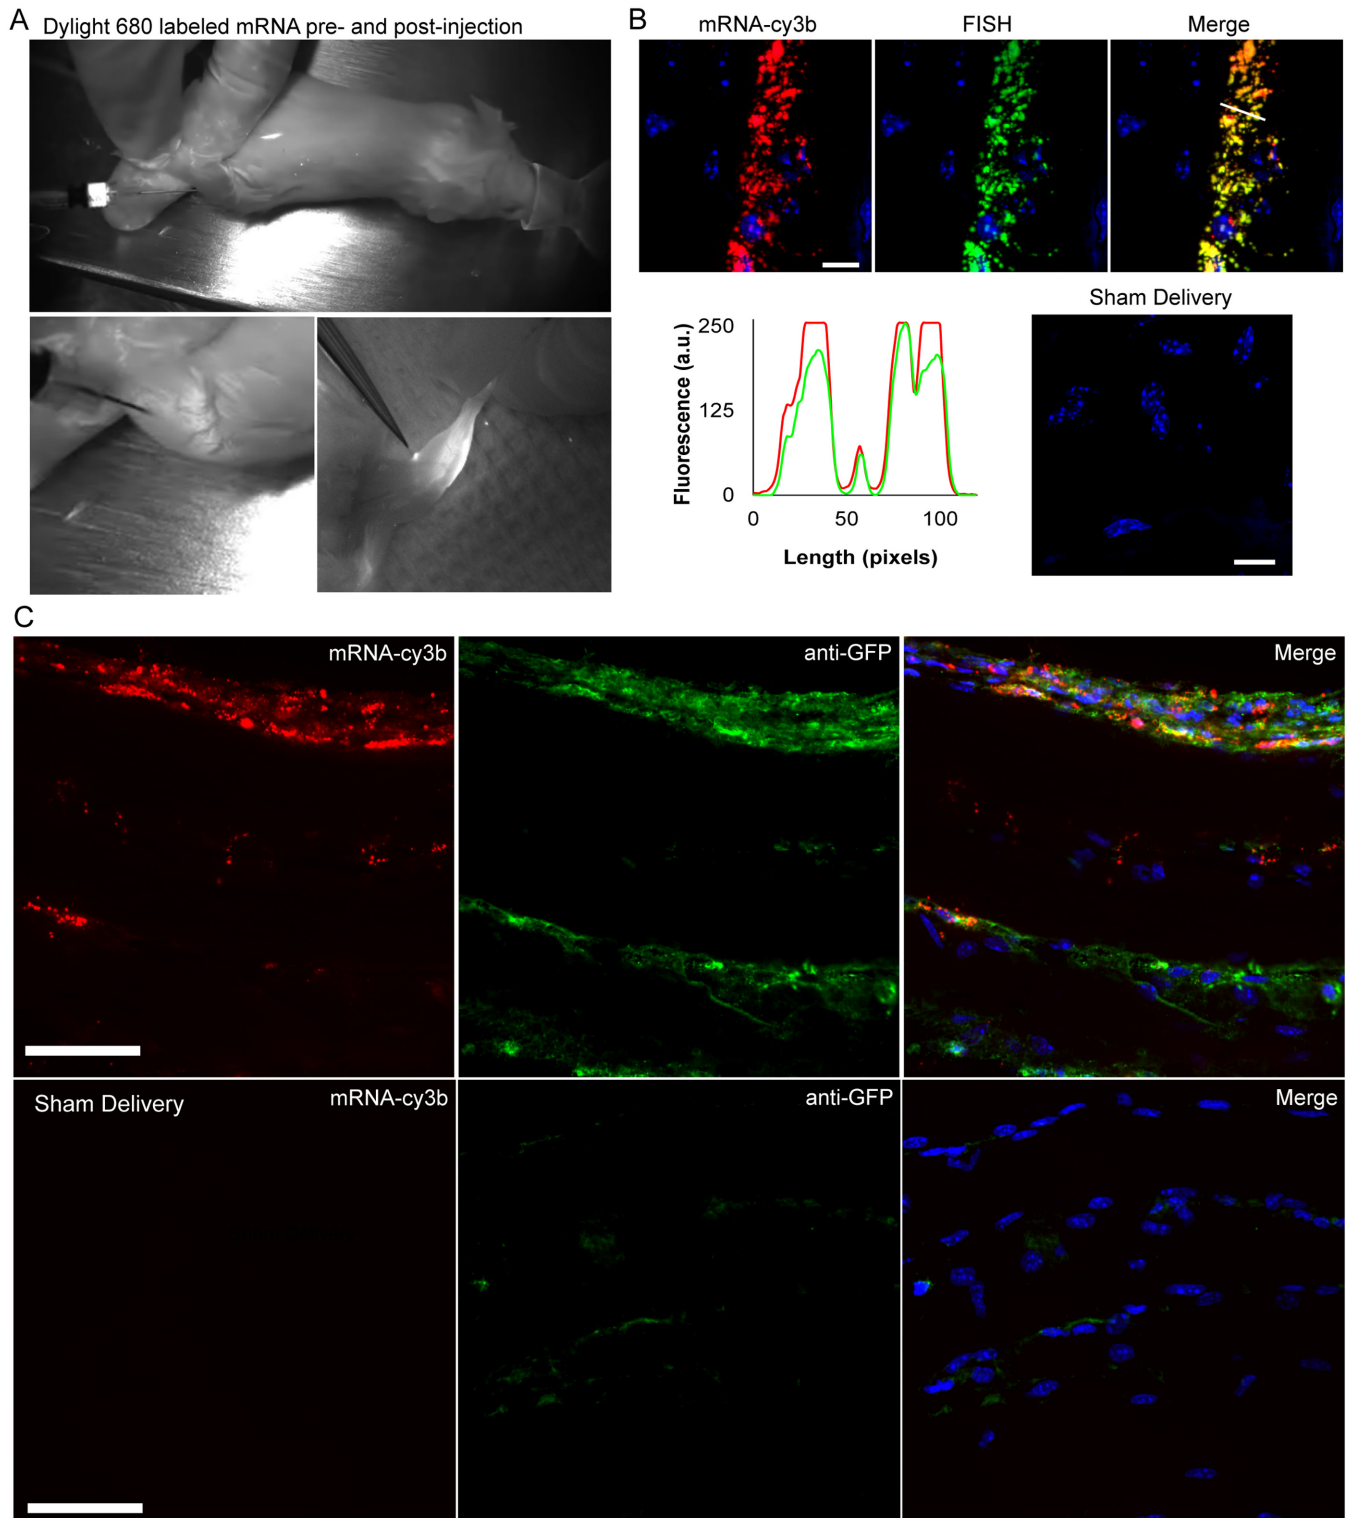 A
Dylight 680 labeled mRNA pre- and post-injection
B
mRNA-cy3b
FISH
Merge
Sham Delivery
Fluorescence (a.u.)
250
125
0
0 50 100
Length (pixels)
C
mRNA-cy3b
anti-GFP
Merge
Sham Delivery
mRNA-cy3b
anti-GFP
Merge